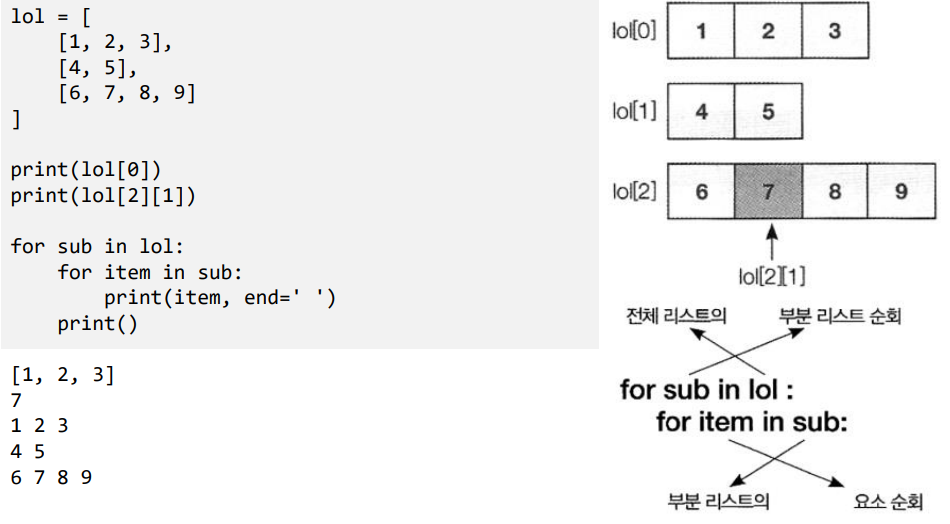 lol = [
    [1, 2, 3],
    [4, 5],
    [6, 7, 8, 9]
]

print(lol[0])
print(lol[2][1])

for sub in lol:
    for item in sub:
        print(item, end=' ')
    print()

[1, 2, 3]
7
1 2 3
4 5
6 7 8 9

lol[0] 1 2 3
lol[1] 4 5
lol[2] 6 7 8 9
lol[2][1]
전체 리스트의 부분 리스트 순회
for sub in lol :
    for item in sub:
부분 리스트의 요소 순회